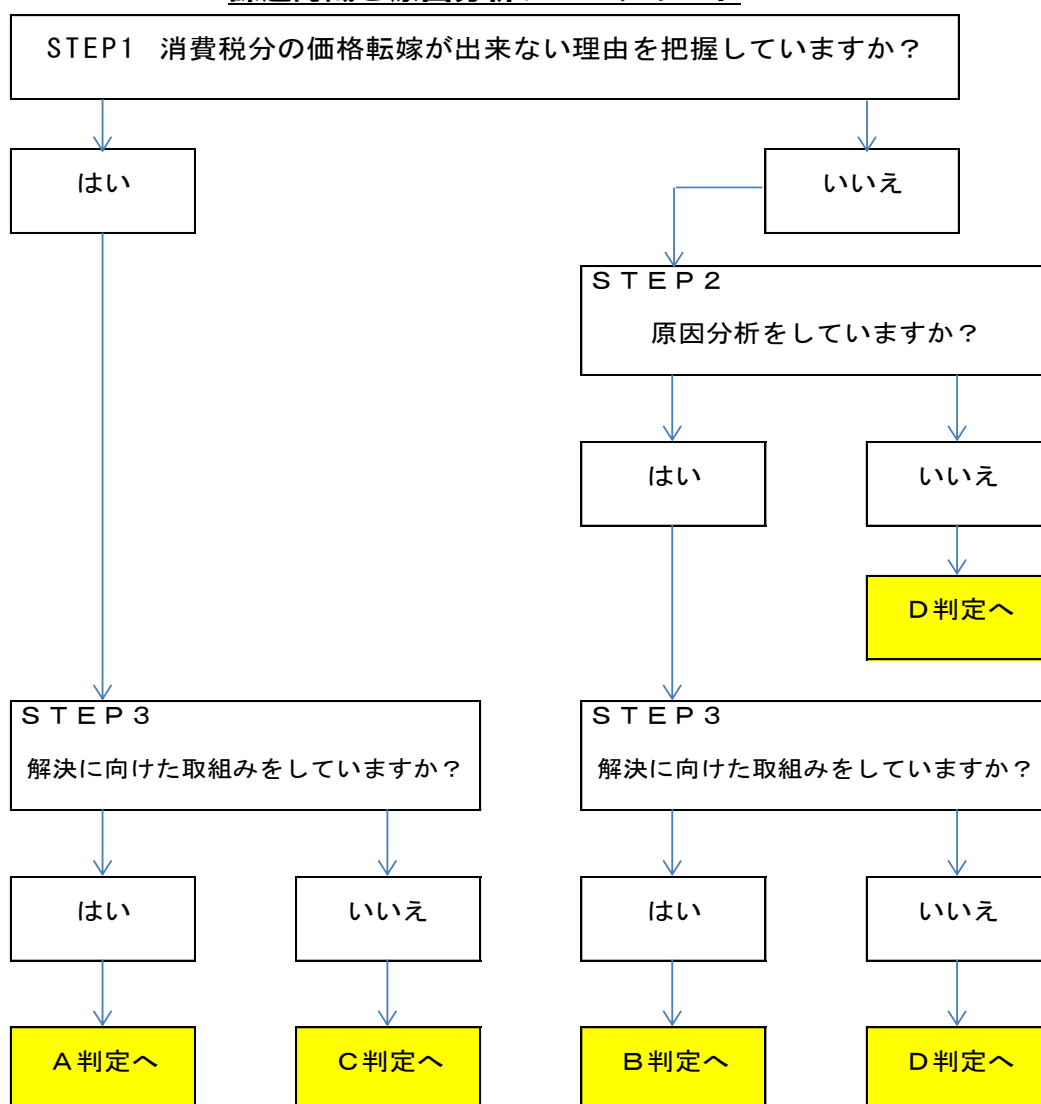 STEP1 消費税分の価格転嫁が出来ない理由を把握していますか？
はい
いいえ
ＳＴＥＰ２
原因分析をしていますか？
はい
いいえ
Ｄ判定へ
ＳＴＥＰ３
解決に向けた取組みをしていますか？
ＳＴＥＰ３
解決に向けた取組みをしていますか？
はい
いいえ
はい
いいえ
Ａ判定へ
Ｃ判定へ
Ｂ判定へ
Ｄ判定へ